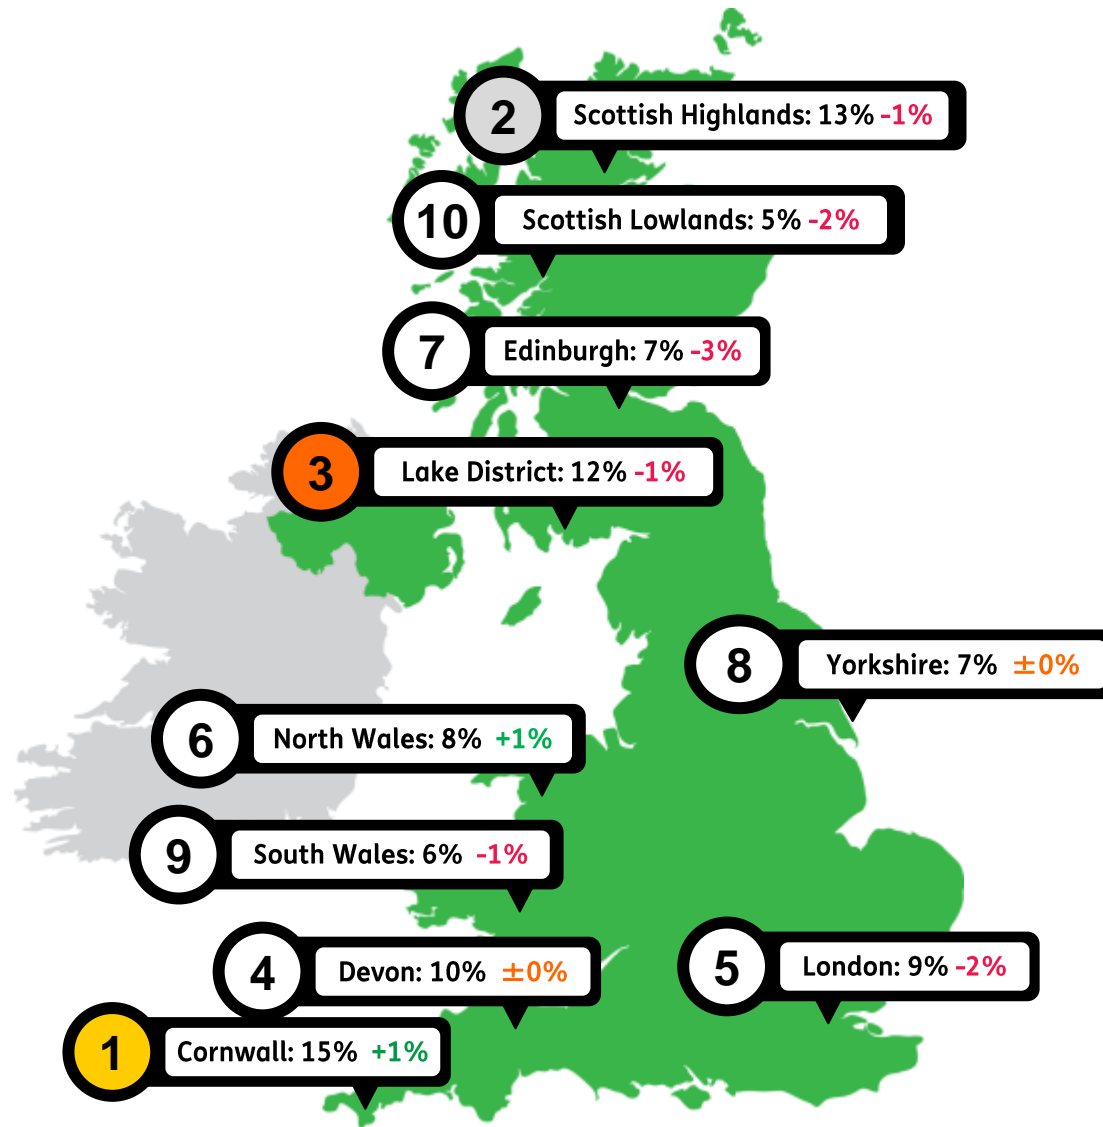 2 Scottish Highlands: 13% -1%
10 Scottish Lowlands: 5% -2%
7 Edinburgh: 7% -3%
3 Lake District: 12% -1%
8 Yorkshire: 7% ±0%
6 North Wales: 8% +1%
9 South Wales: 6% -1%
4 Devon: 10% ±0%
5 London: 9% -2%
1 Cornwall: 15% +1%